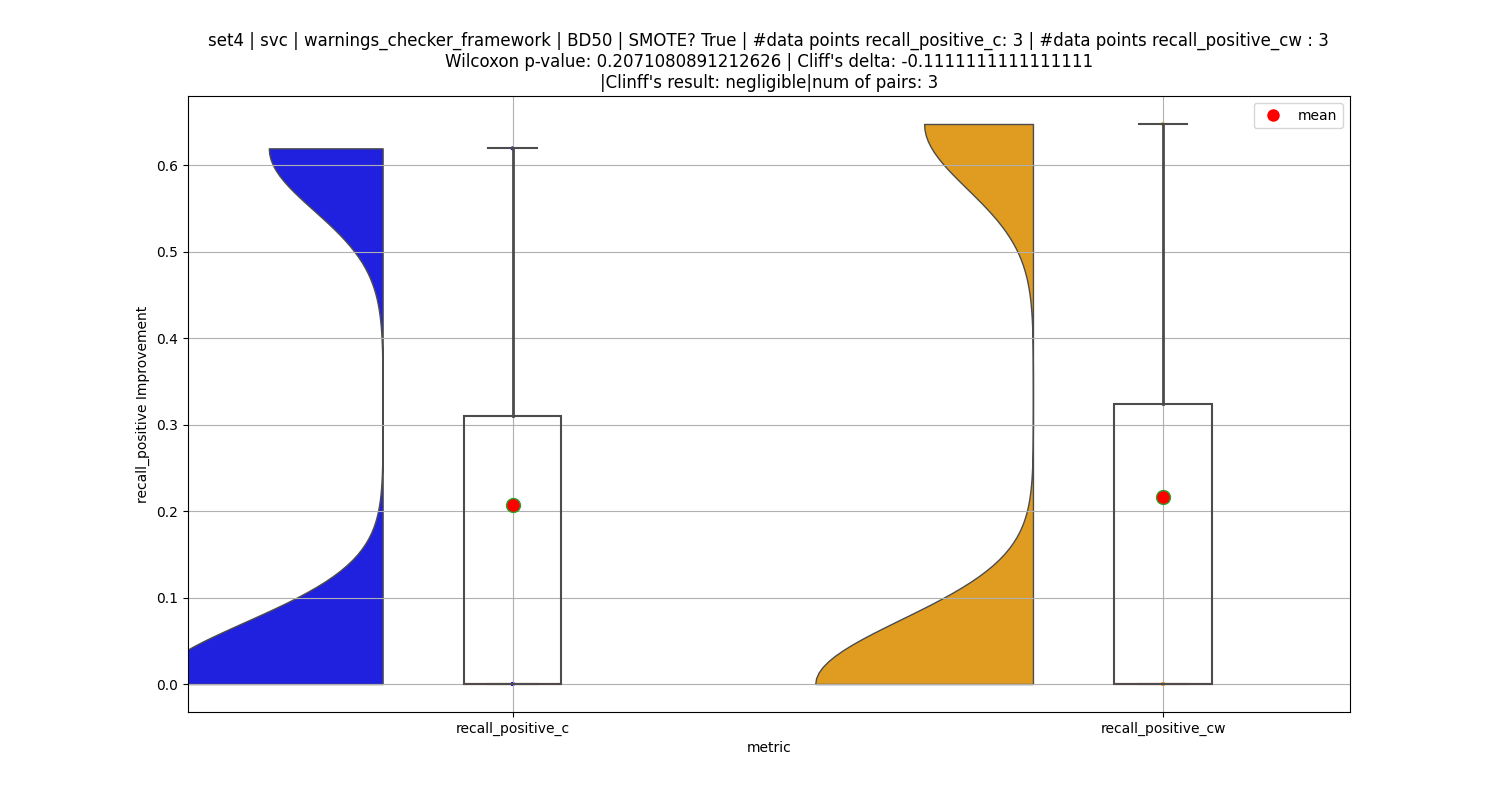 set4 | svc | warnings_checker_framework | BD50 | SMOTE? True | #data points recall_positive_c: 3 | #data points recall_positive_cw : 3
Wilcoxon p-value: 0.2071080891212626 | Cliff's delta: -0.1111111111111111
|Clinff's result: negligible|num of pairs: 3
mean
0.6
0.5
0.4
0.3
0.2
0.1
0.0
recall_positive Improvement
recall_positive_c
recall_positive_cw
metric